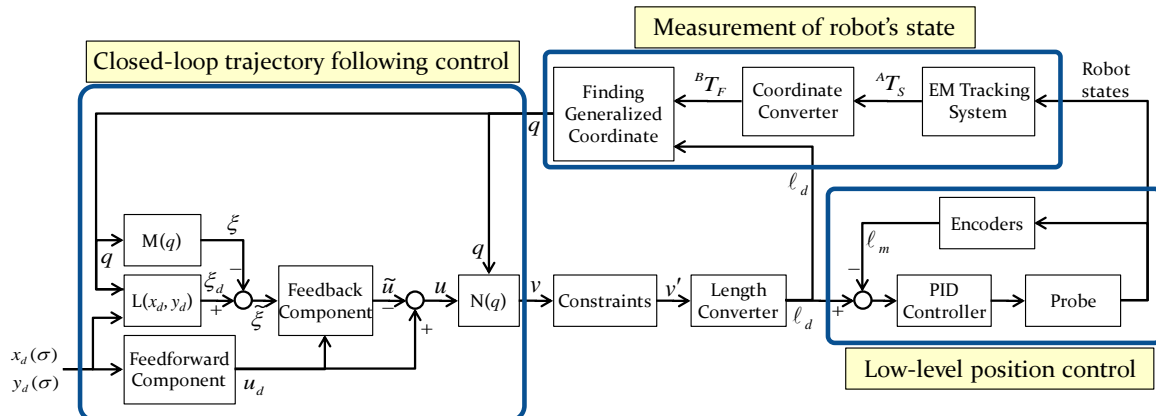 Measurement of robot's state
Closed-loop trajectory following control
Finding Generalized Coordinate
ᴮT_F
Coordinate Converter
ᴬT_S
EM Tracking System
Robot states
q
ℓ_d
Encoders
ℓ_m
M(q)
ξ
q
q
−
−
L(x_d, y_d)
ξ_d
+
ξ̃
Feedback Component
ũ
−
u
+
N(q)
v
Constraints
v′
Length Converter
ℓ_d
+
PID Controller
Probe
x_d(σ)
y_d(σ)
Feedforward Component
u_d
Low-level position control